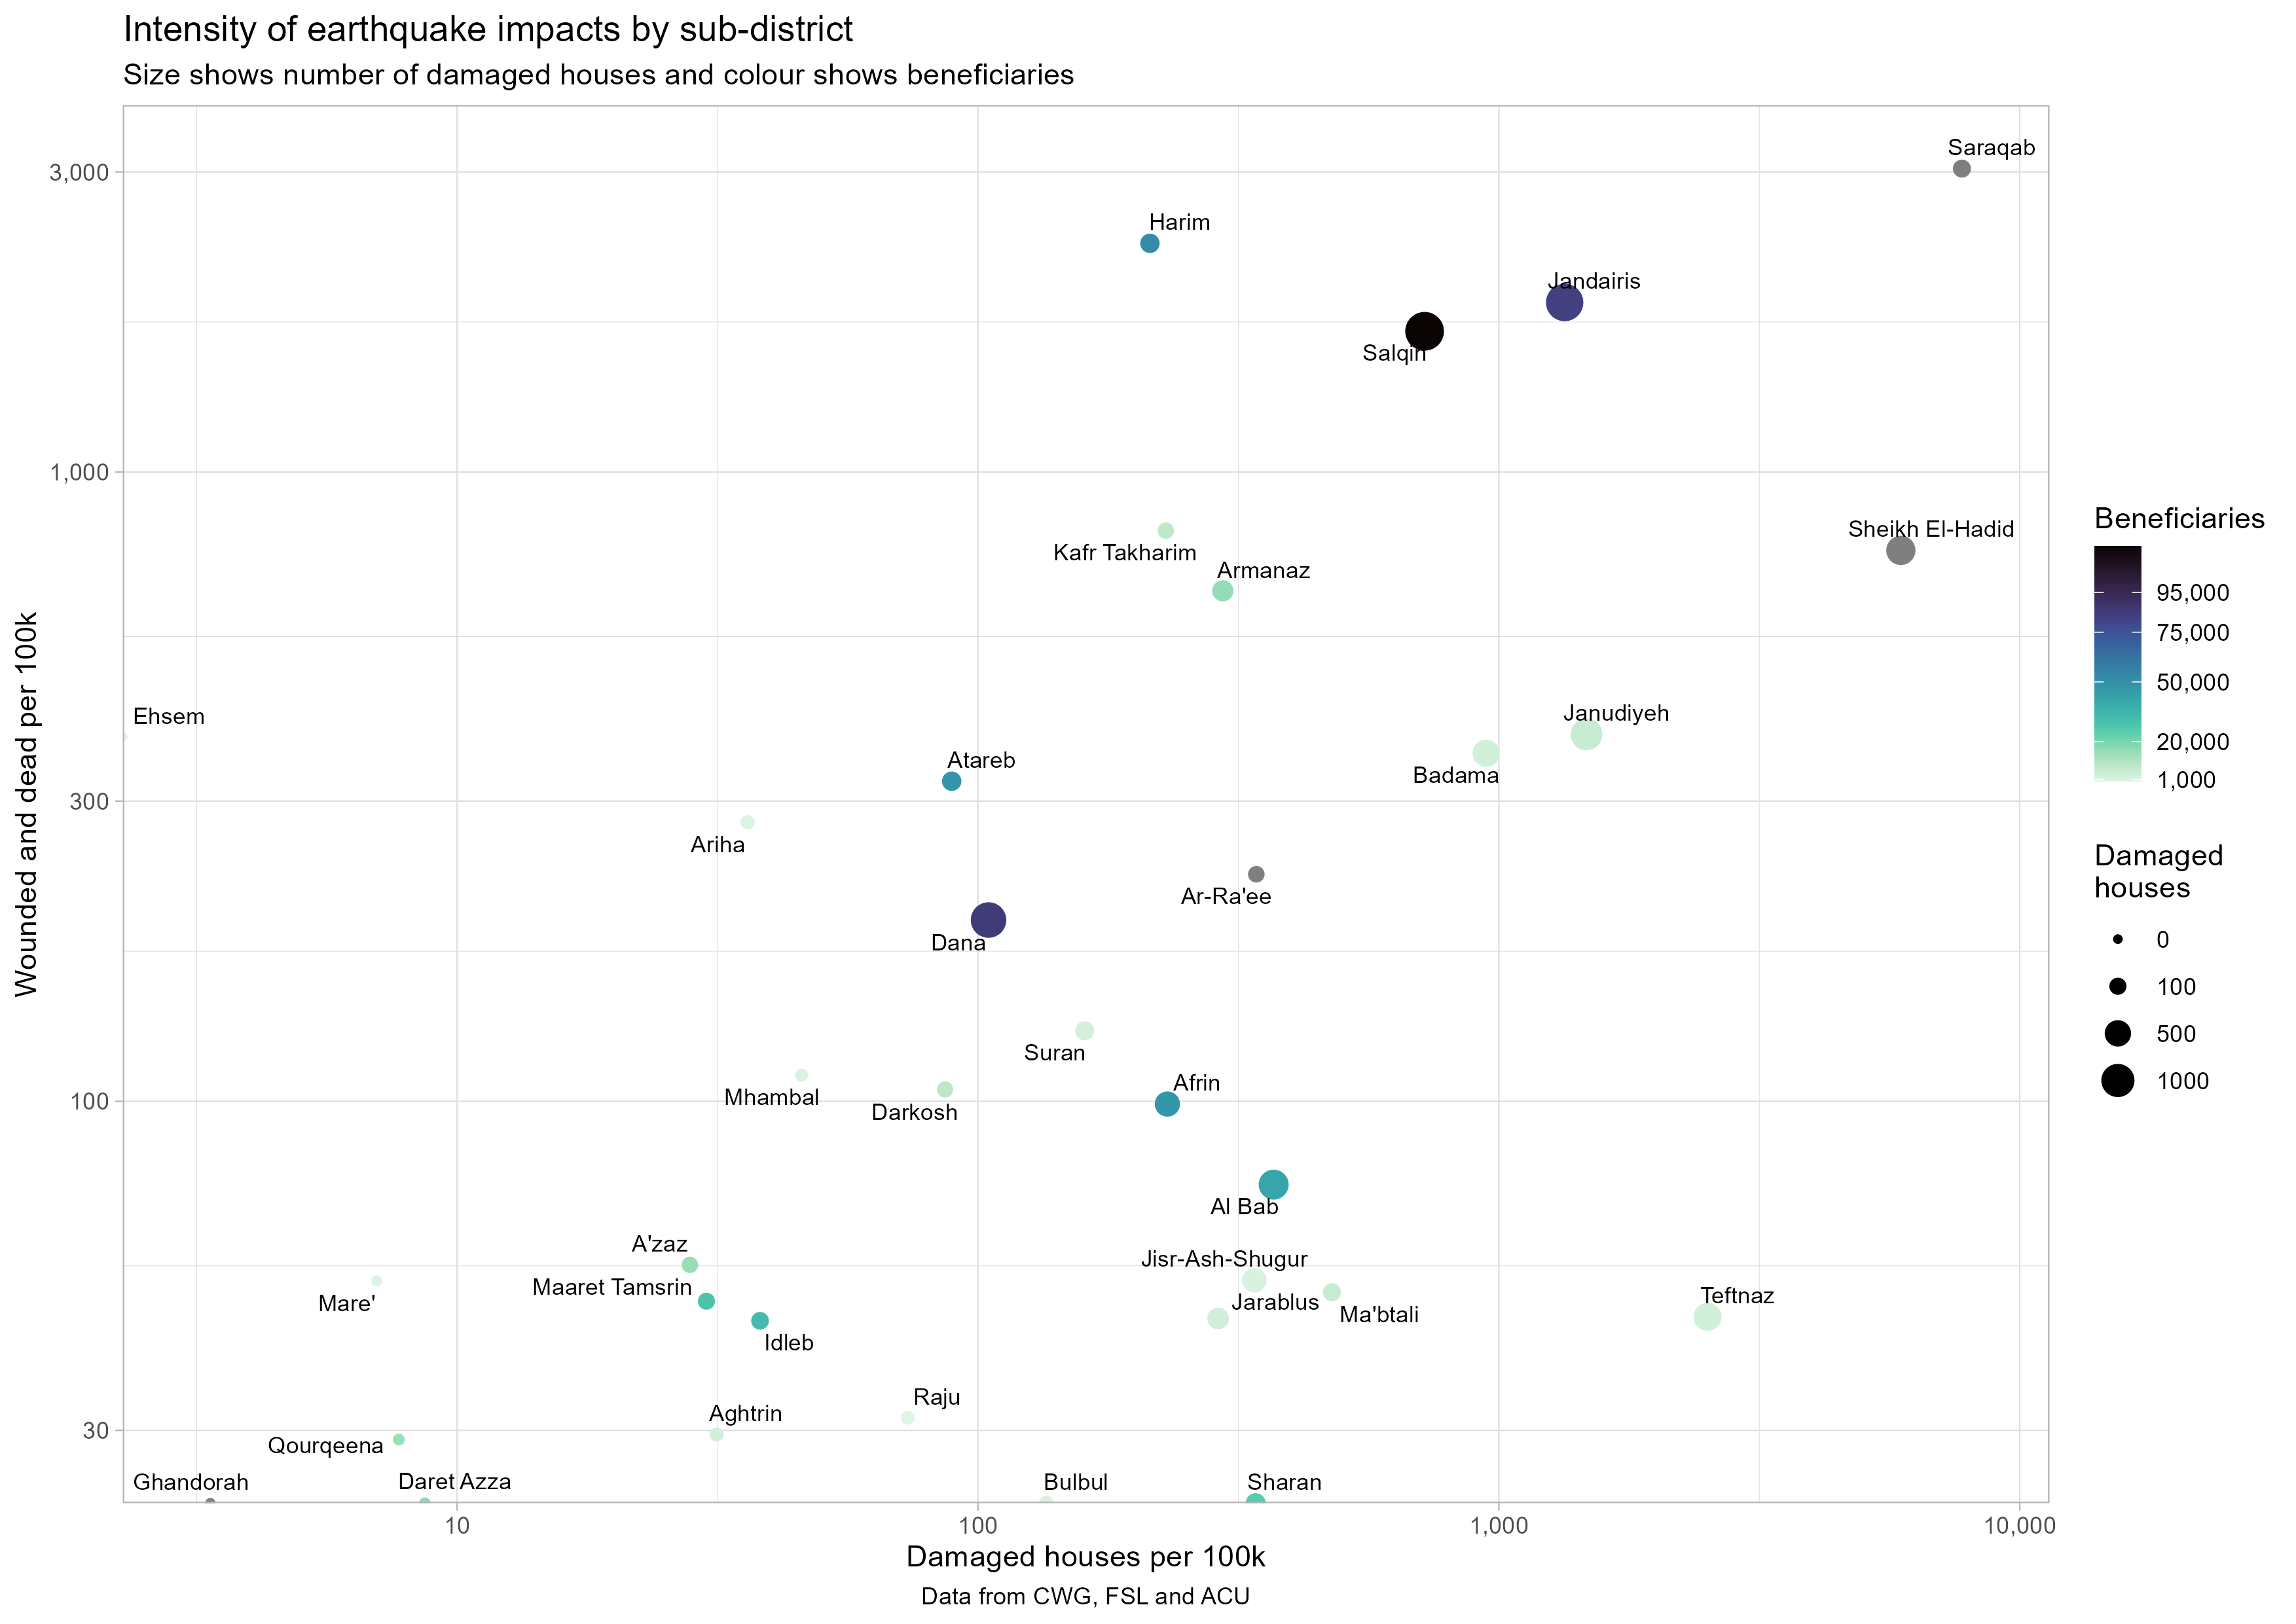 Intensity of earthquake impacts by sub-district
Size shows number of damaged houses and colour shows beneficiaries
Wounded and dead per 100k
3,000
1,000
300
100
30
Saraqab
Harim
Jandairis
Salqin
Sheikh El-Hadid
Kafr Takharim
Armanaz
Ehsem
Janudiyeh
Atareb
Badama
Ariha
Ar-Ra'ee
Dana
Suran
Afrin
Mhambal
Darkosh
Al Bab
A'zaz
Jisr-Ash-Shugur
Maaret Tamsrin
Mare'
Jarablus
Ma'btali
Teftnaz
Idleb
Raju
Aghtrin
Qourqeena
Ghandorah
Daret Azza
Bulbul
Sharan
10
100
1,000
10,000
Damaged houses per 100k
Data from CWG, FSL and ACU
Beneficiaries
95,000
75,000
50,000
20,000
1,000
Damaged
houses
0
100
500
1000